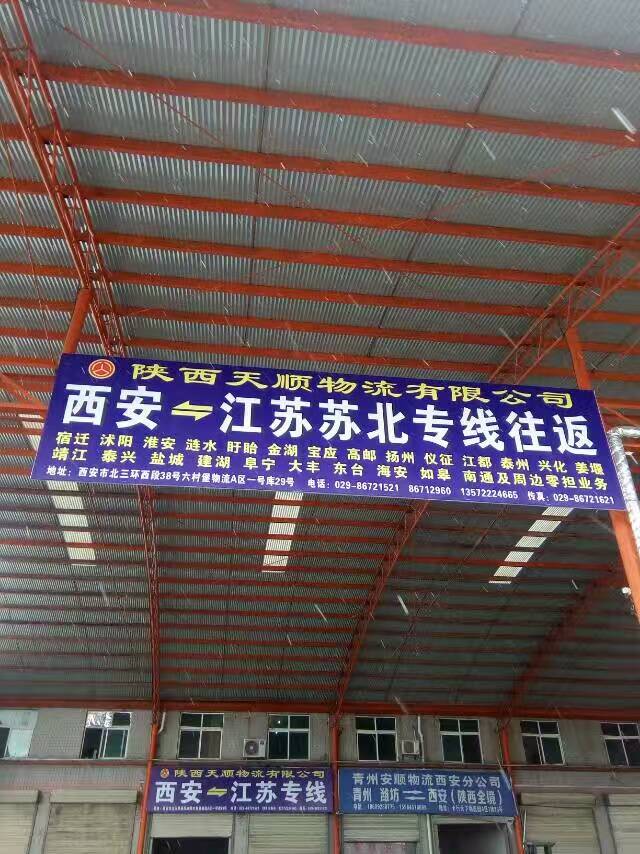 陕西天顺物流有限公司
西安⇋江苏苏北专线往返
宿迁 沭阳 淮安 涟水 盱眙 金湖 宝应 高邮 扬州 仪征 江都 泰州 兴化 姜堰
靖江 泰兴 盐城 建湖 阜宁 大丰 东台 海安 如皋 南通及周边零担业务
地址：西安市北三环西段38号六村堡物流A区一号库29号 电话：029-86721521 86712960 13572224665 传真：029-86721621
陕西天顺物流有限公司
西安⇋江苏专线
青州安顺物流西安分公司
青州 潍坊⇋西安（陕西全境）